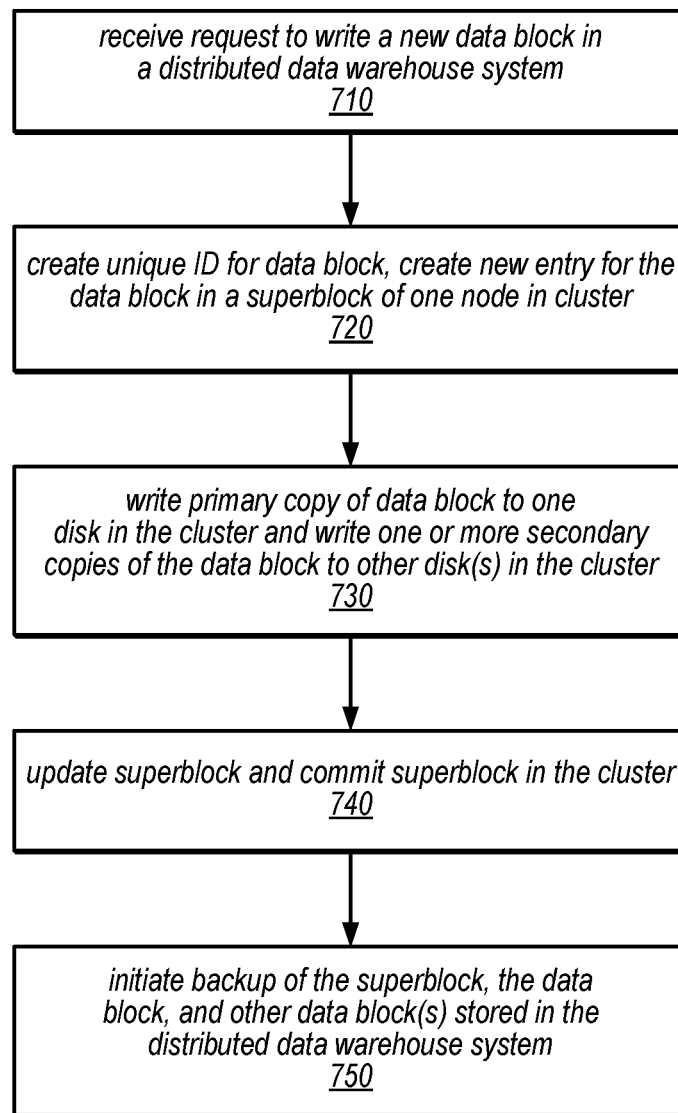 receive request to write a new data block in
a distributed data warehouse system
710
create unique ID for data block, create new entry for the
data block in a superblock of one node in cluster
720
write primary copy of data block to one
disk in the cluster and write one or more secondary
copies of the data block to other disk(s) in the cluster
730
update superblock and commit superblock in the cluster
740
initiate backup of the superblock, the data
block, and other data block(s) stored in the
distributed data warehouse system
750